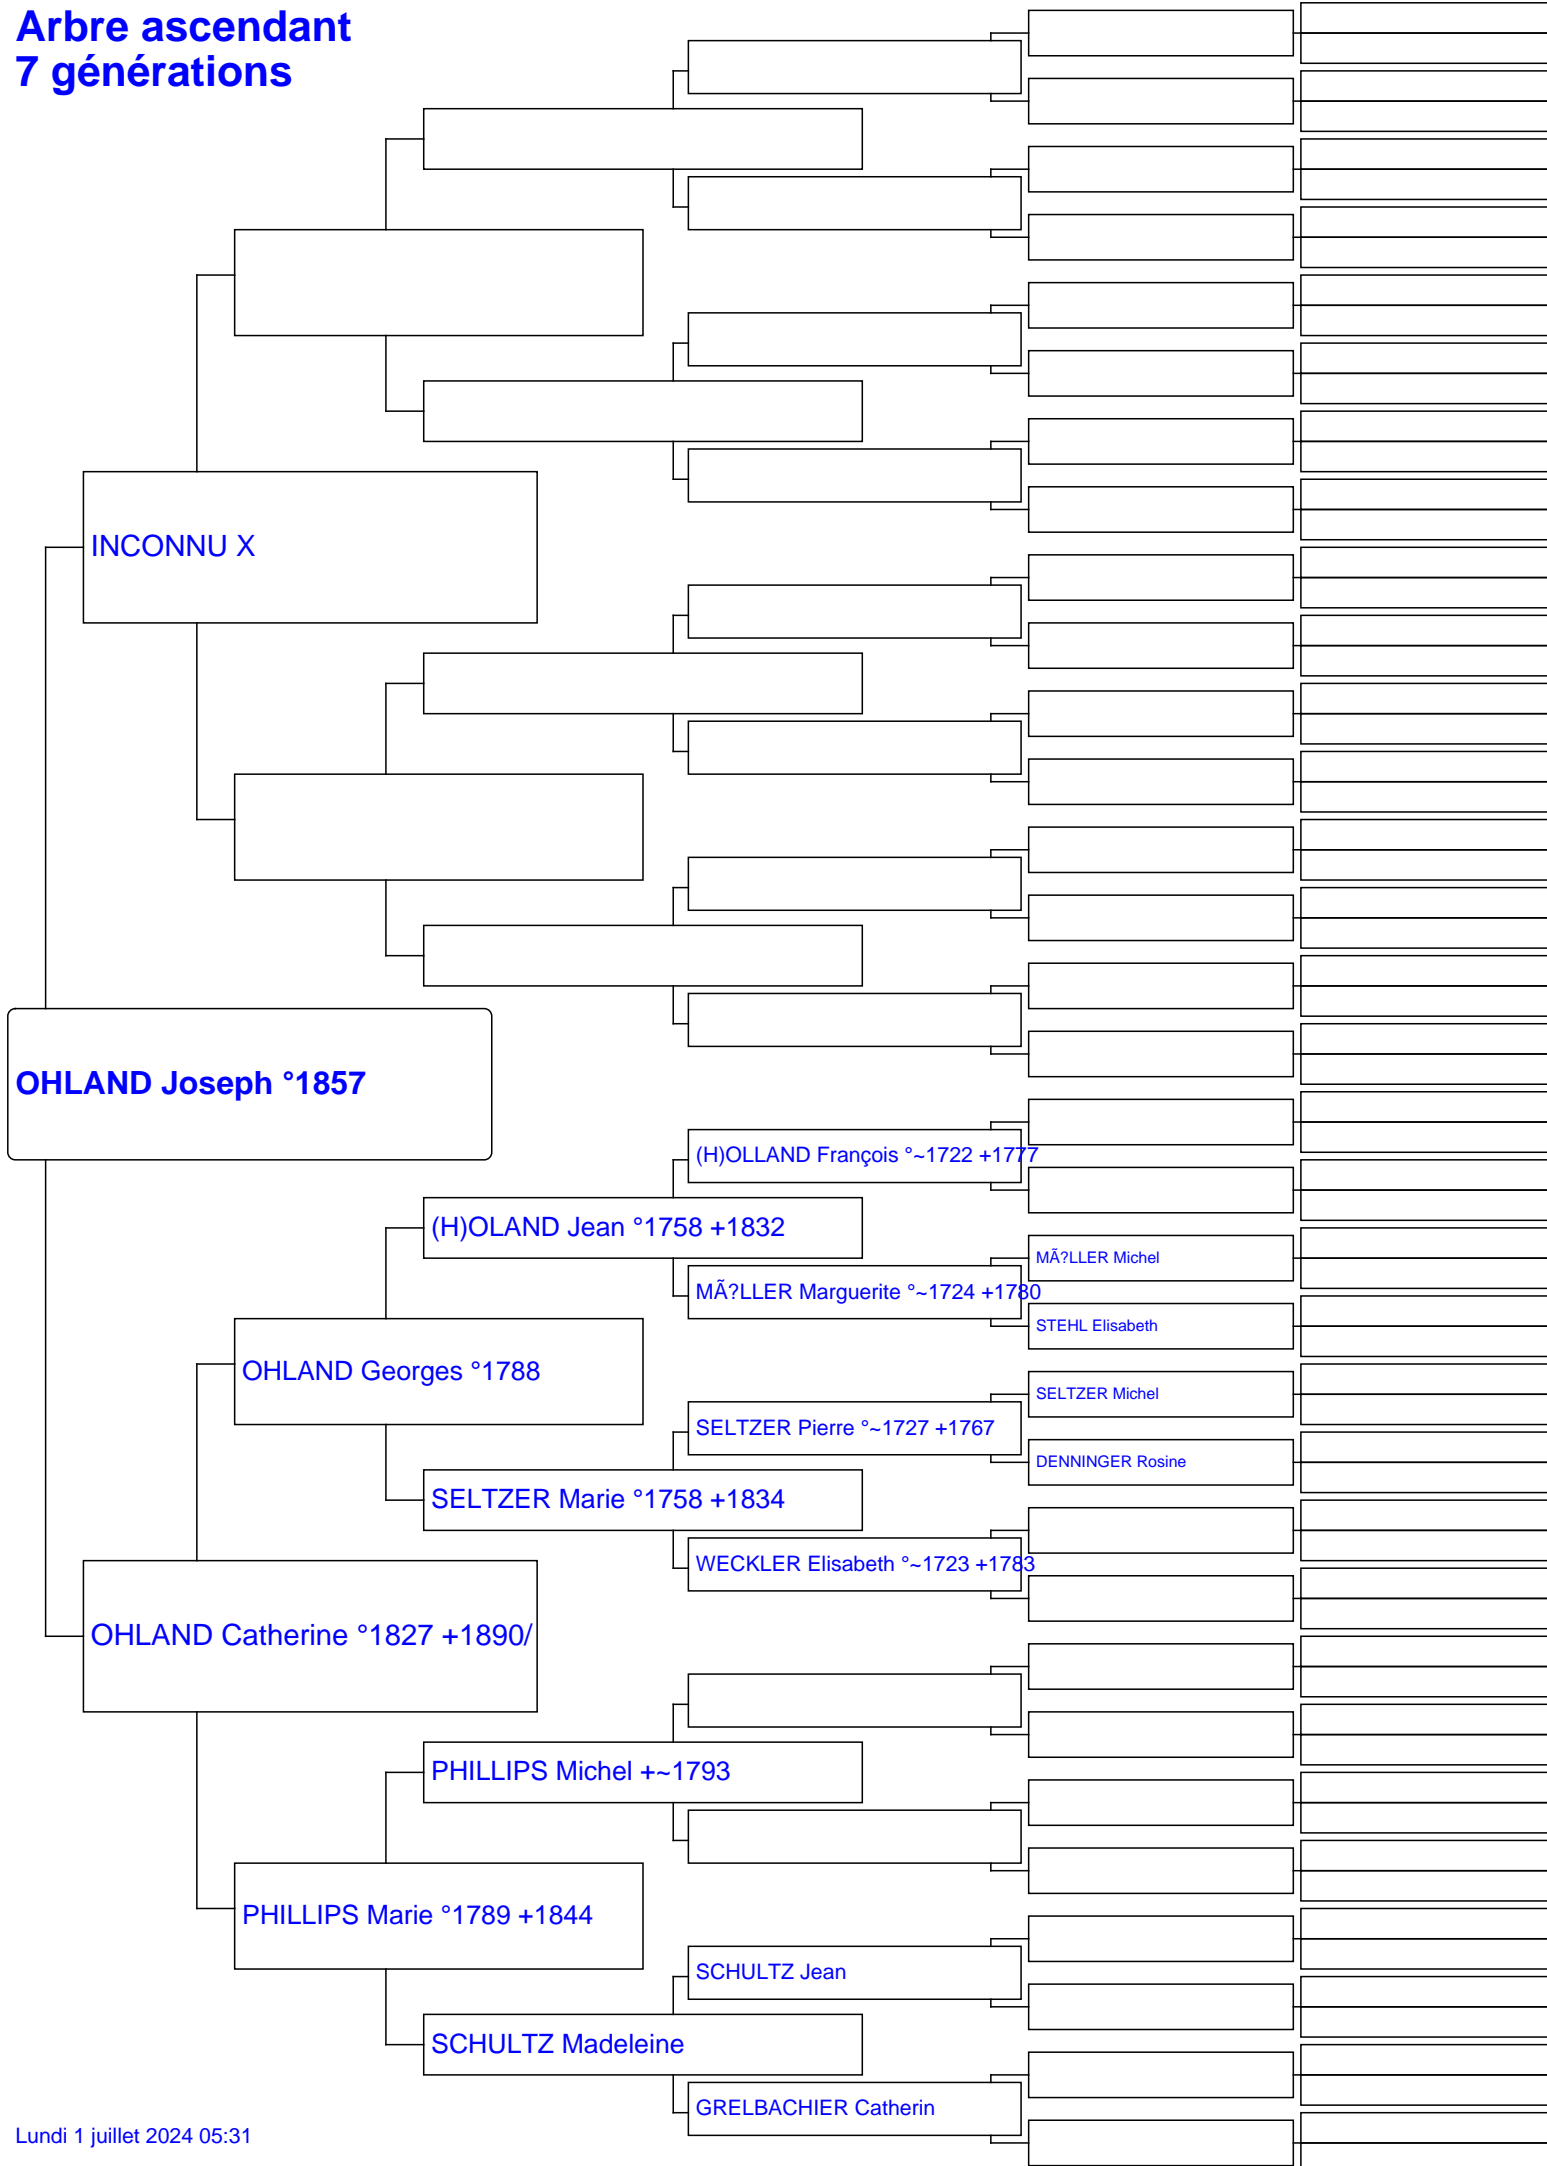 Arbre ascendant
7 générations
INCONNU X
OHLAND Joseph °1857
(H)OLLAND François °~1722 +1777
(H)OLAND Jean °1758 +1832
MÃ?LLER Michel
MÃ?LLER Marguerite °~1724 +1780
STEHL Elisabeth
OHLAND Georges °1788
SELTZER Michel
SELTZER Pierre °~1727 +1767
DENNINGER Rosine
SELTZER Marie °1758 +1834
WECKLER Elisabeth °~1723 +1783
OHLAND Catherine °1827 +1890/
PHILLIPS Michel +~1793
PHILLIPS Marie °1789 +1844
SCHULTZ Jean
SCHULTZ Madeleine
GRELBACHIER Catherin
Lundi 1 juillet 2024 05:31